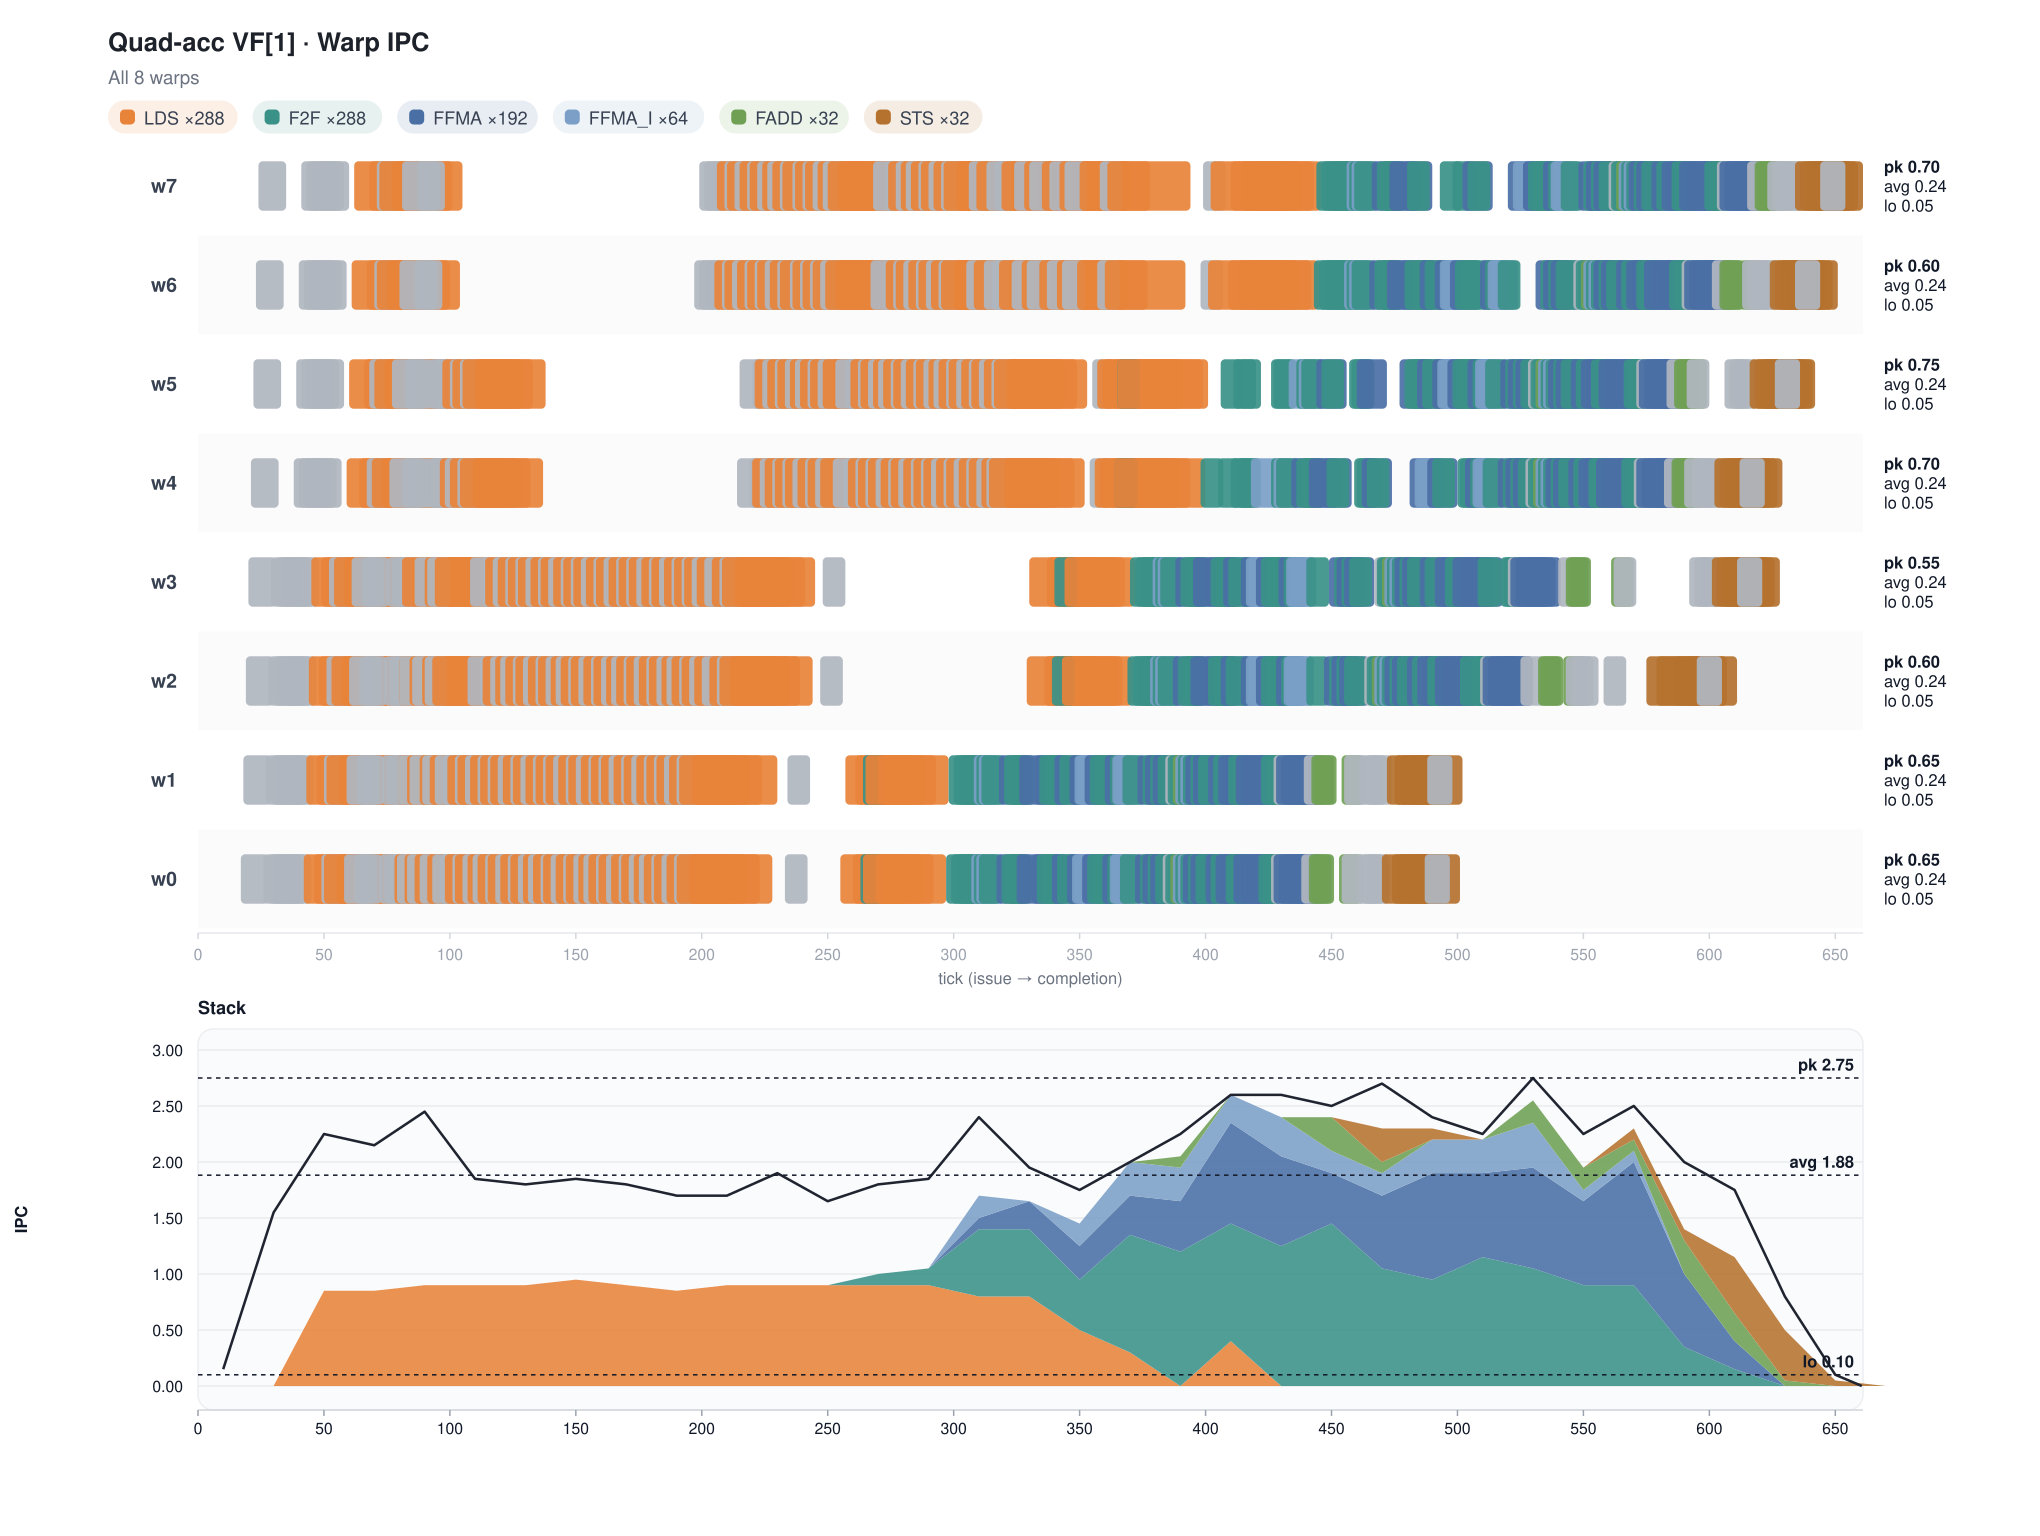 Quad-acc VF[1] · Warp IPC
All 8 warps
LDS ×288 F2F ×288 FFMA ×192 FFMA_I ×64 FADD ×32 STS ×32
w7
pk 0.70
avg 0.24
lo 0.05
w6
pk 0.60
avg 0.24
lo 0.05
w5
pk 0.75
avg 0.24
lo 0.05
w4
pk 0.70
avg 0.24
lo 0.05
w3
pk 0.55
avg 0.24
lo 0.05
w2
pk 0.60
avg 0.24
lo 0.05
w1
pk 0.65
avg 0.24
lo 0.05
w0
pk 0.65
avg 0.24
lo 0.05
0 50 100 150 200 250 300 350 400 450 500 550 600 650
tick (issue → completion)
Stack
IPC
3.00
pk 2.75
2.50
2.00
avg 1.88
1.50
1.00
0.50
lo 0.10
0.00
0 50 100 150 200 250 300 350 400 450 500 550 600 650